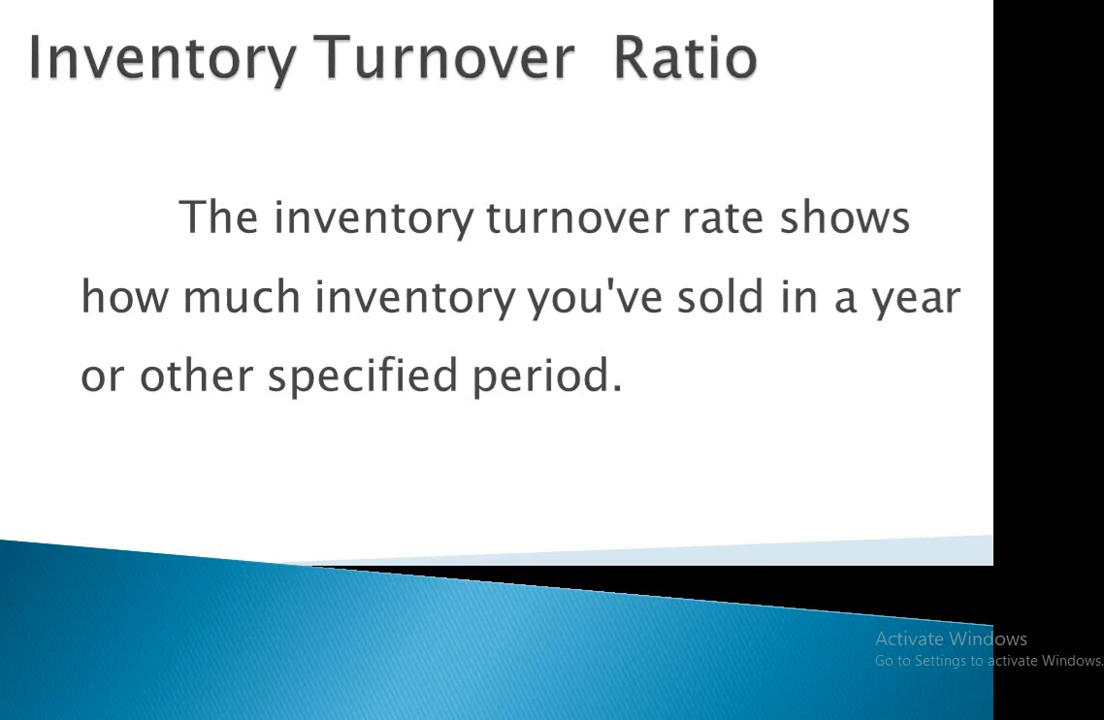 Inventory Turnover  Ratio
The inventory turnover rate shows
how much inventory you've sold in a year
or other specified period.
Activate Windows
Go to Settings to activate Windows.